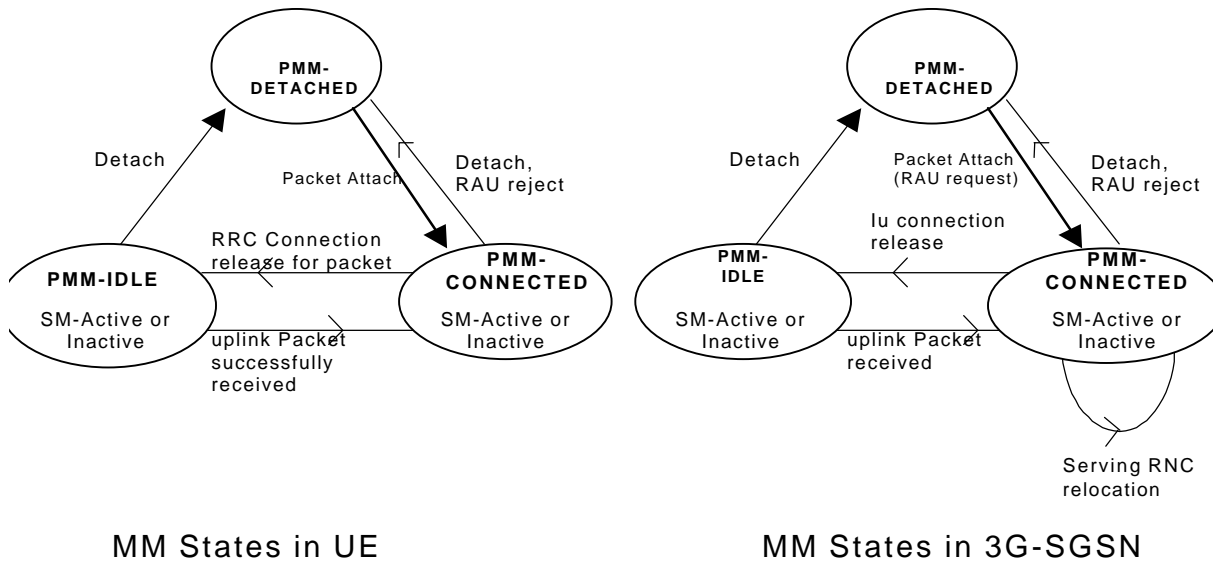 PMM-
DETACHED
Detach
Packet Attach
Detach,
RAU reject
RRC Connection
release for packet
PMM-IDLE
SM-Active or
Inactive
PMM-
CONNECTED
SM-Active or
Inactive
uplink Packet
successfully
received
MM States in UE
PMM-
DETACHED
Detach
Packet Attach
(RAU request)
Detach,
RAU reject
Iu connection
release
PMM-
IDLE
SM-Active or
Inactive
PMM-
CONNECTED
SM-Active or
Inactive
uplink Packet
received
Serving RNC
relocation
MM States in 3G-SGSN